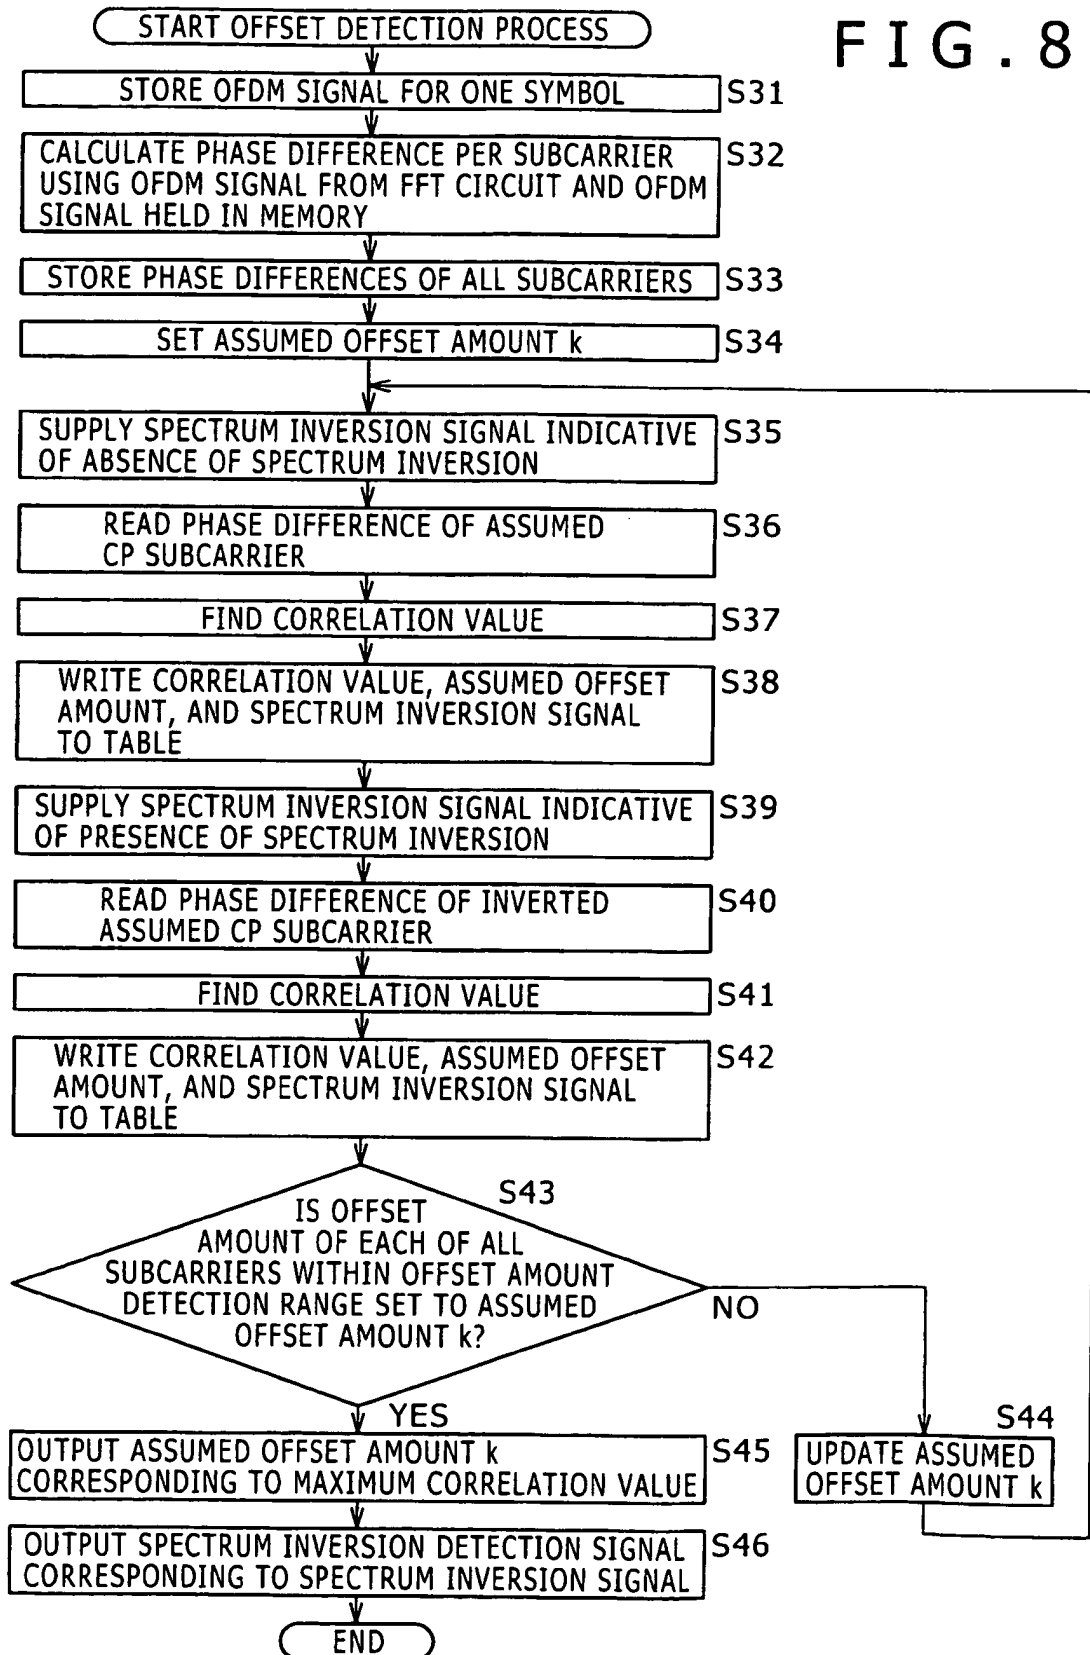 FIG.8
START OFFSET DETECTION PROCESS
STORE OFDM SIGNAL FOR ONE SYMBOL
S31
CALCULATE PHASE DIFFERENCE PER SUBCARRIER
USING OFDM SIGNAL FROM FFT CIRCUIT AND OFDM
SIGNAL HELD IN MEMORY
S32
STORE PHASE DIFFERENCES OF ALL SUBCARRIERS
S33
SET ASSUMED OFFSET AMOUNT k
S34
SUPPLY SPECTRUM INVERSION SIGNAL INDICATIVE
OF ABSENCE OF SPECTRUM INVERSION
S35
READ PHASE DIFFERENCE OF ASSUMED
CP SUBCARRIER
S36
FIND CORRELATION VALUE
S37
WRITE CORRELATION VALUE, ASSUMED OFFSET
AMOUNT, AND SPECTRUM INVERSION SIGNAL
TO TABLE
S38
SUPPLY SPECTRUM INVERSION SIGNAL INDICATIVE
OF PRESENCE OF SPECTRUM INVERSION
S39
READ PHASE DIFFERENCE OF INVERTED
ASSUMED CP SUBCARRIER
S40
FIND CORRELATION VALUE
S41
WRITE CORRELATION VALUE, ASSUMED OFFSET
AMOUNT, AND SPECTRUM INVERSION SIGNAL
TO TABLE
S42
S43
IS OFFSET
AMOUNT OF EACH OF ALL
SUBCARRIERS WITHIN OFFSET AMOUNT
DETECTION RANGE SET TO ASSUMED
OFFSET AMOUNT k?
NO
YES
S44
UPDATE ASSUMED
OFFSET AMOUNT k
OUTPUT ASSUMED OFFSET AMOUNT k
CORRESPONDING TO MAXIMUM CORRELATION VALUE
S45
OUTPUT SPECTRUM INVERSION DETECTION SIGNAL
CORRESPONDING TO SPECTRUM INVERSION SIGNAL
S46
END